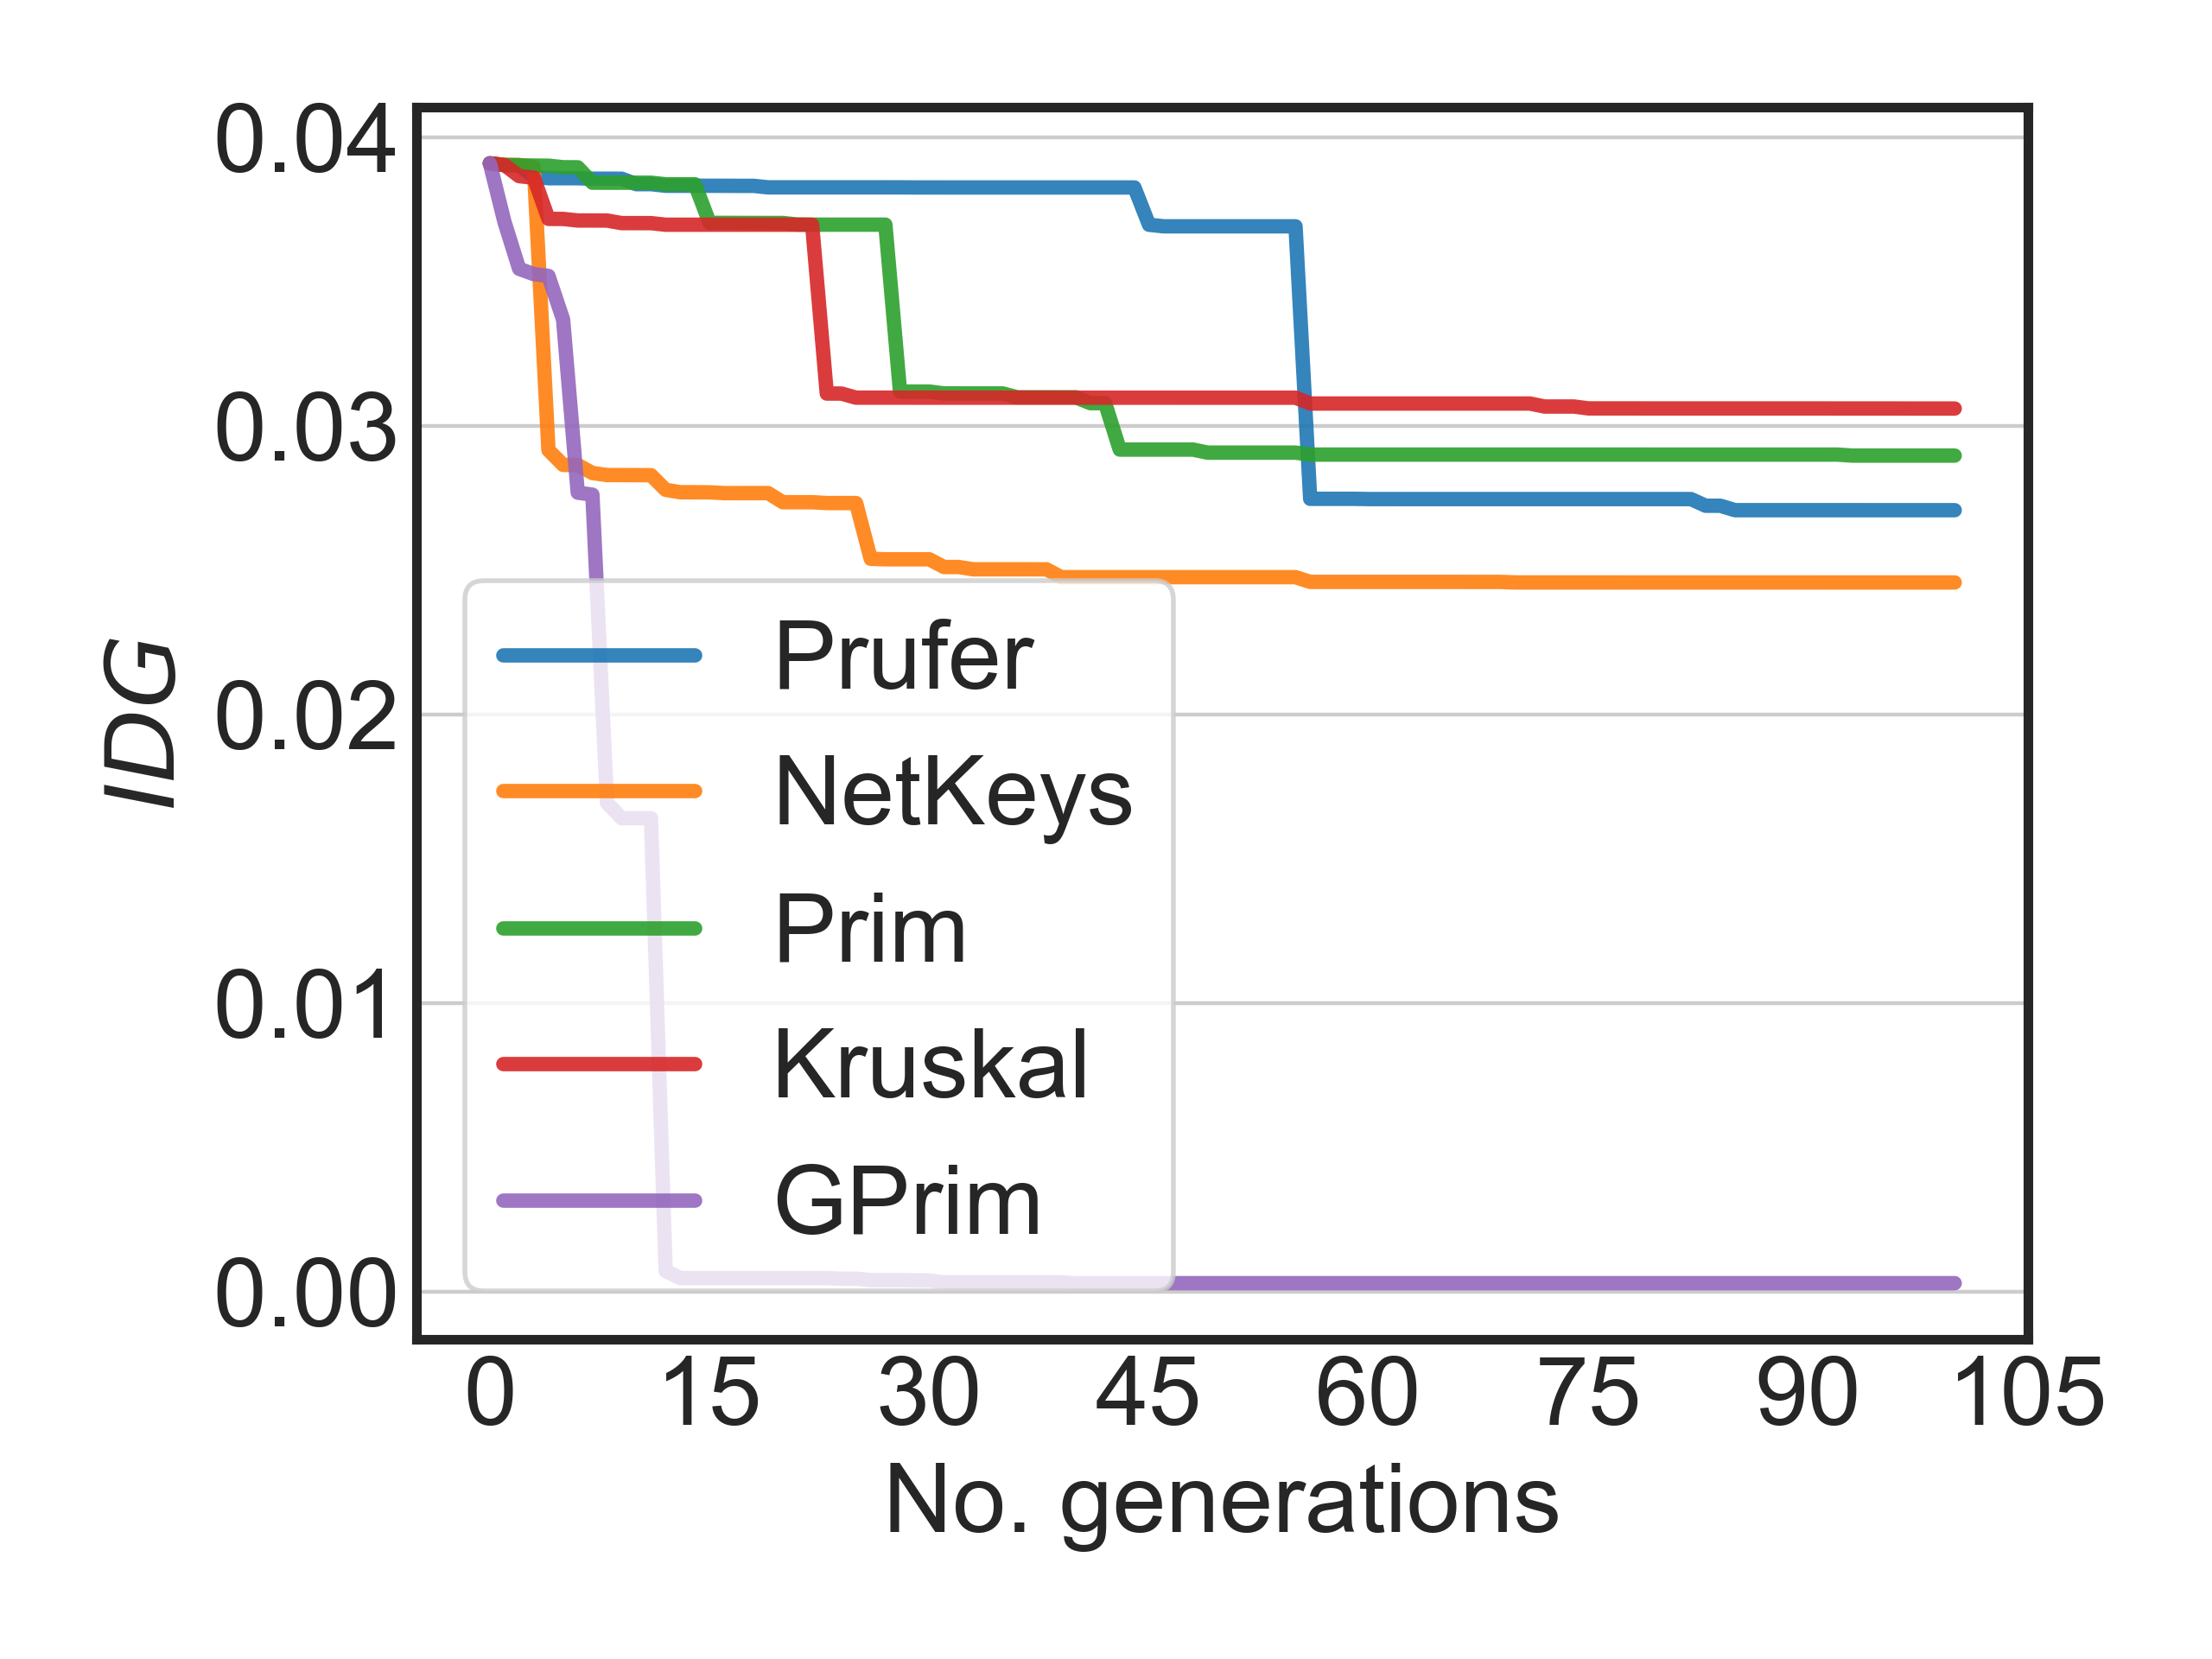 0.04
0.03
0.02
0.01
0.00
IDG
Prufer
NetKeys
Prim
Kruskal
GPrim
0 15 30 45 60 75 90 105
No. generations